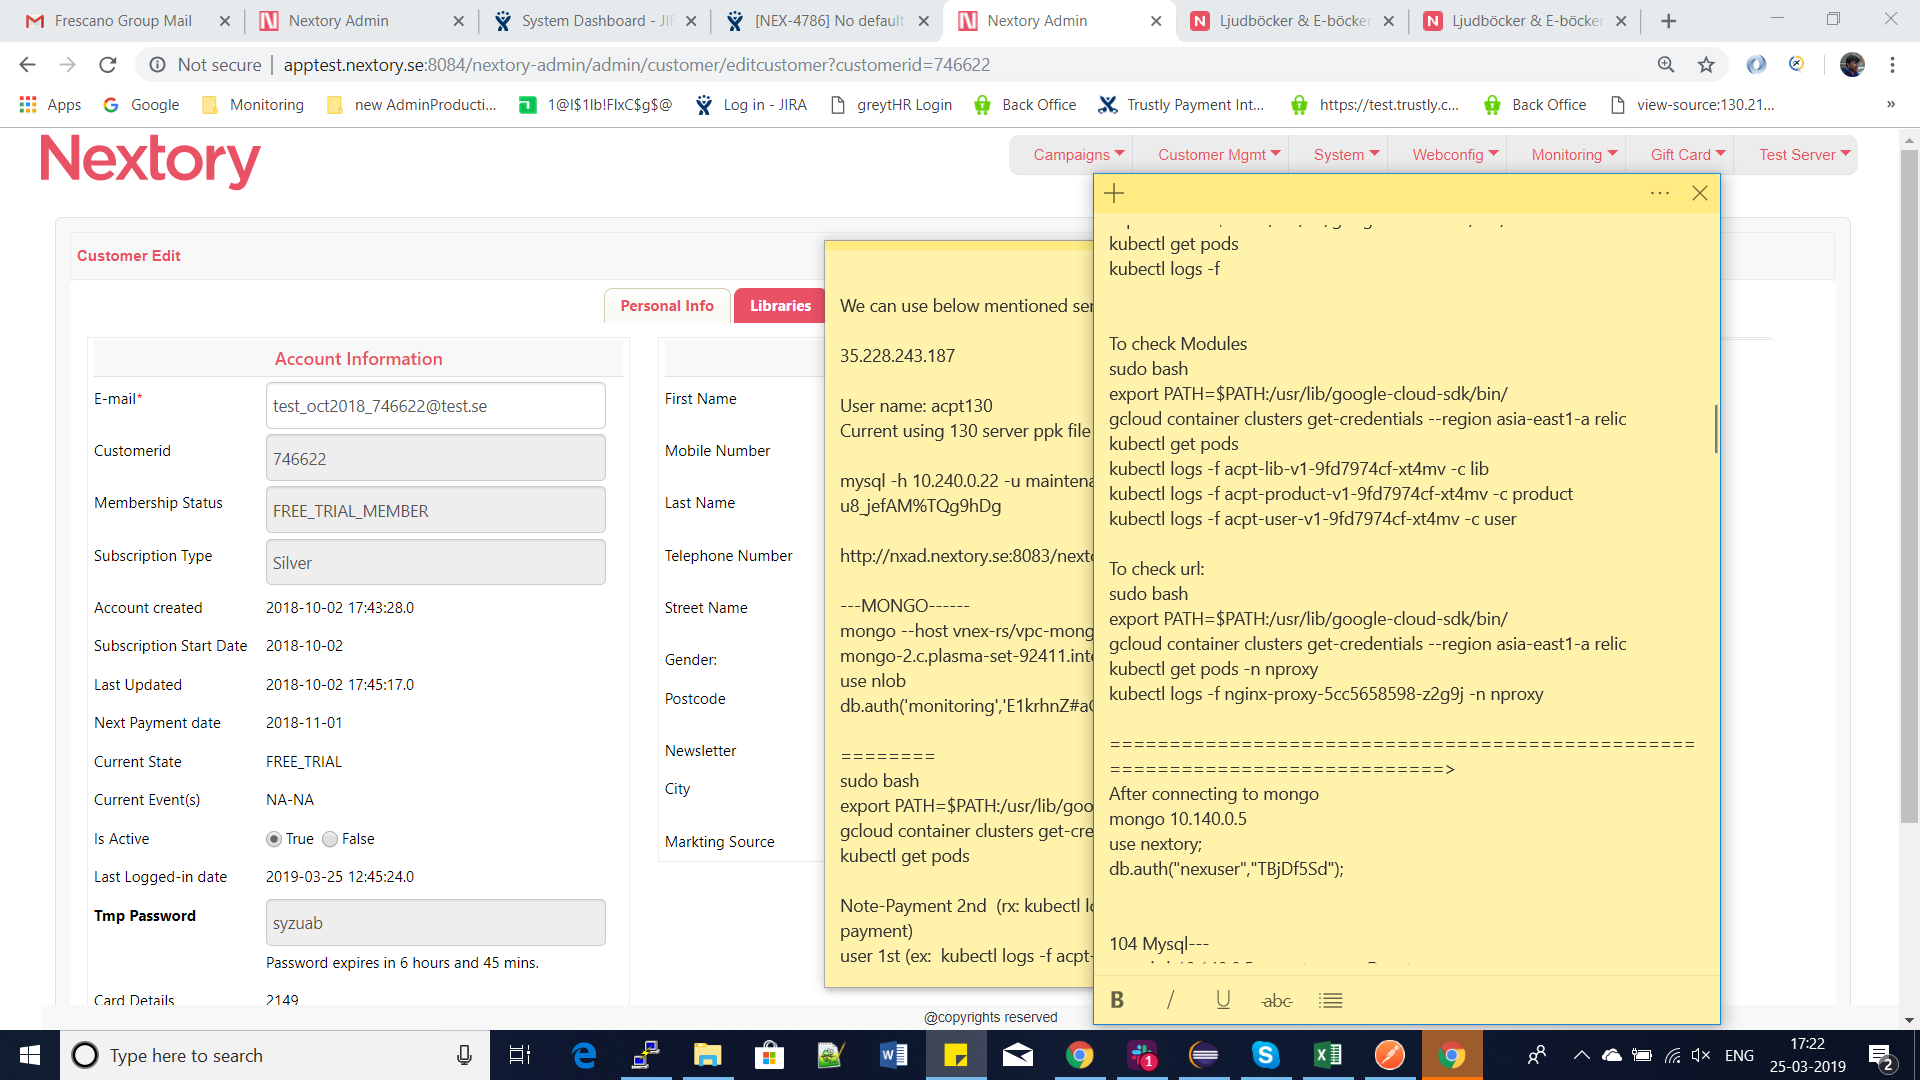 Frescano Group Mail
Nextory Admin
System Dashboard - JIR
[NEX-4786] No default
Nextory Admin
Ljudböcker & E-böcker
Ljudböcker & E-böcker
Not secure | apptest.nextory.se:8084/nextory-admin/admin/customer/editcustomer?customerid=746622
Apps
Google
Monitoring
new AdminProducti...
Log in - JIRA
greytHR Login
Back Office
Trustly Payment Int...
https://test.trustly.c...
Back Office
view-source:130.21...
»
Nextory
Campaigns
Customer Mgmt
System
Webconfig
Monitoring
Gift Card
Test Server
Customer Edit
Personal Info
Libraries
Account Information
E-mail*
test_oct2018_746622@test.se
Customerid
746622
Membership Status
FREE_TRIAL_MEMBER
Subscription Type
Silver
Account created
2018-10-02 17:43:28.0
Subscription Start Date
2018-10-02
Last Updated
2018-10-02 17:45:17.0
Next Payment date
2018-11-01
Current State
FREE_TRIAL
Current Event(s)
NA-NA
Is Active
True False
Last Logged-in date
2019-03-25 12:45:24.0
Tmp Password
syzuab
Password expires in 6 hours and 45 mins.
Card Details
2149
First Name
Mobile Number
Last Name
Telephone Number
Street Name
Gender:
Postcode
Newsletter
City
Markting Source
We can use below mentioned ser
35.228.243.187
User name: acpt130
Current using 130 server ppk file
mysql -h 10.240.0.22 -u maintena
u8_jefAM%TQg9hDg
http://nxad.nextory.se:8083/nexto
---MONGO------
mongo --host vnex-rs/vpc-mong
mongo-2.c.plasma-set-92411.inte
use nlob
db.auth('monitoring','E1krhnZ#a
========
sudo bash
export PATH=$PATH:/usr/lib/goo
gcloud container clusters get-cre
kubectl get pods
Note-Payment 2nd (rx: kubectl lo
payment)
user 1st (ex: kubectl logs -f acpt-
kubectl get pods
kubectl logs -f
To check Modules
sudo bash
export PATH=$PATH:/usr/lib/google-cloud-sdk/bin/
gcloud container clusters get-credentials --region asia-east1-a relic
kubectl get pods
kubectl logs -f acpt-lib-v1-9fd7974cf-xt4mv -c lib
kubectl logs -f acpt-product-v1-9fd7974cf-xt4mv -c product
kubectl logs -f acpt-user-v1-9fd7974cf-xt4mv -c user
To check url:
sudo bash
export PATH=$PATH:/usr/lib/google-cloud-sdk/bin/
gcloud container clusters get-credentials --region asia-east1-a relic
kubectl get pods -n nproxy
kubectl logs -f nginx-proxy-5cc5658598-z2g9j -n nproxy
=================================================
============================>
After connecting to mongo
mongo 10.140.0.5
use nextory;
db.auth("nexuser","TBjDf5Sd");
104 Mysql---
B / U abc
@copyrights reserved
Type here to search
1
ENG
17:22
25-03-2019
2